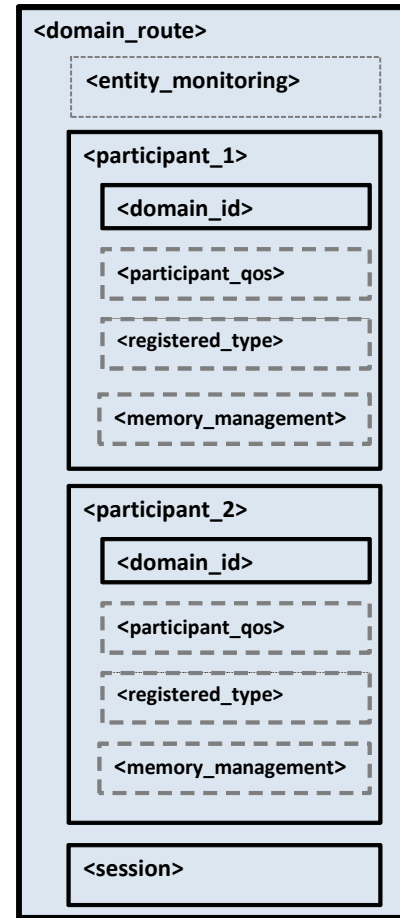 <domain_route>
<entity_monitoring>
<participant_1>
<domain_id>
<participant_qos>
<registered_type>
<memory_management>
<participant_2>
<domain_id>
<participant_qos>
<registered_type>
<memory_management>
<session>